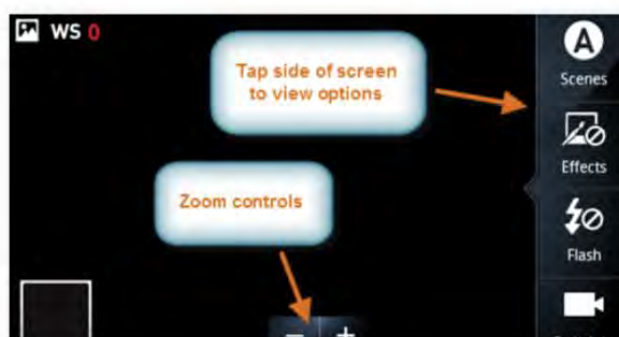 WS 0
Tap side of screen
to view options
Scenes
Effects
Zoom controls
Flash
− +